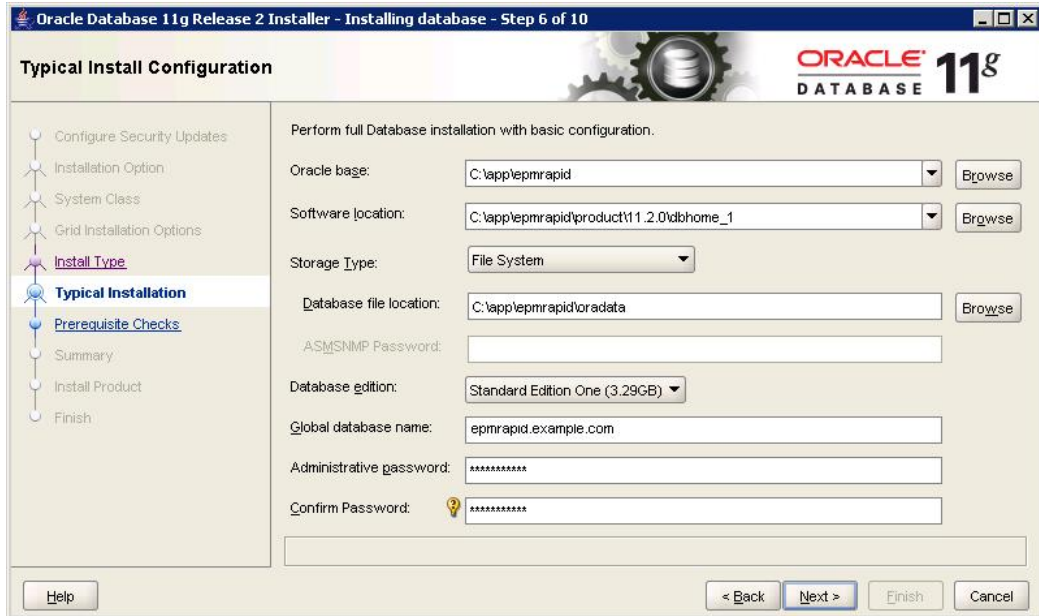 Oracle Database 11g Release 2 Installer - Installing database - Step 6 of 10
Typical Install Configuration
ORACLE DATABASE 11g
Configure Security Updates
Installation Option
System Class
Grid Installation Options
Install Type
Typical Installation
Prerequisite Checks
Summary
Install Product
Finish
Perform full Database installation with basic configuration.
Oracle base: C:\app\epmrapid Browse
Software location: C:\app\epmrapid\product\11.2.0\dbhome_1 Browse
Storage Type: File System
Database file location: C:\app\epmrapid\oradata Browse
ASMSNMP Password:
Database edition: Standard Edition One (3.29GB)
Global database name: epmrapid.example.com
Administrative password: ***********
Confirm Password: ***********
Help < Back Next > Finish Cancel